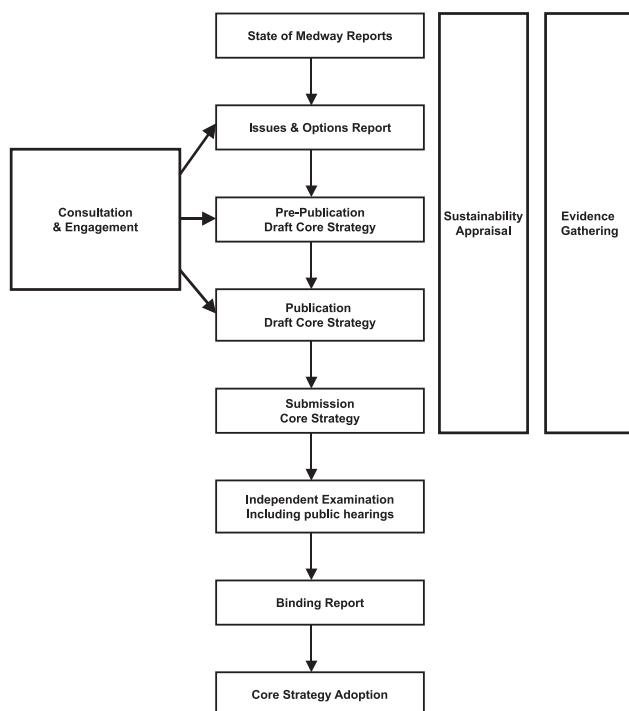 State of Medway Reports
Issues & Options Report
Consultation
& Engagement
Pre-Publication
Draft Core Strategy
Sustainability
Appraisal
Evidence
Gathering
Publication
Draft Core Strategy
Submission
Core Strategy
Independent Examination
Including public hearings
Binding Report
Core Strategy Adoption